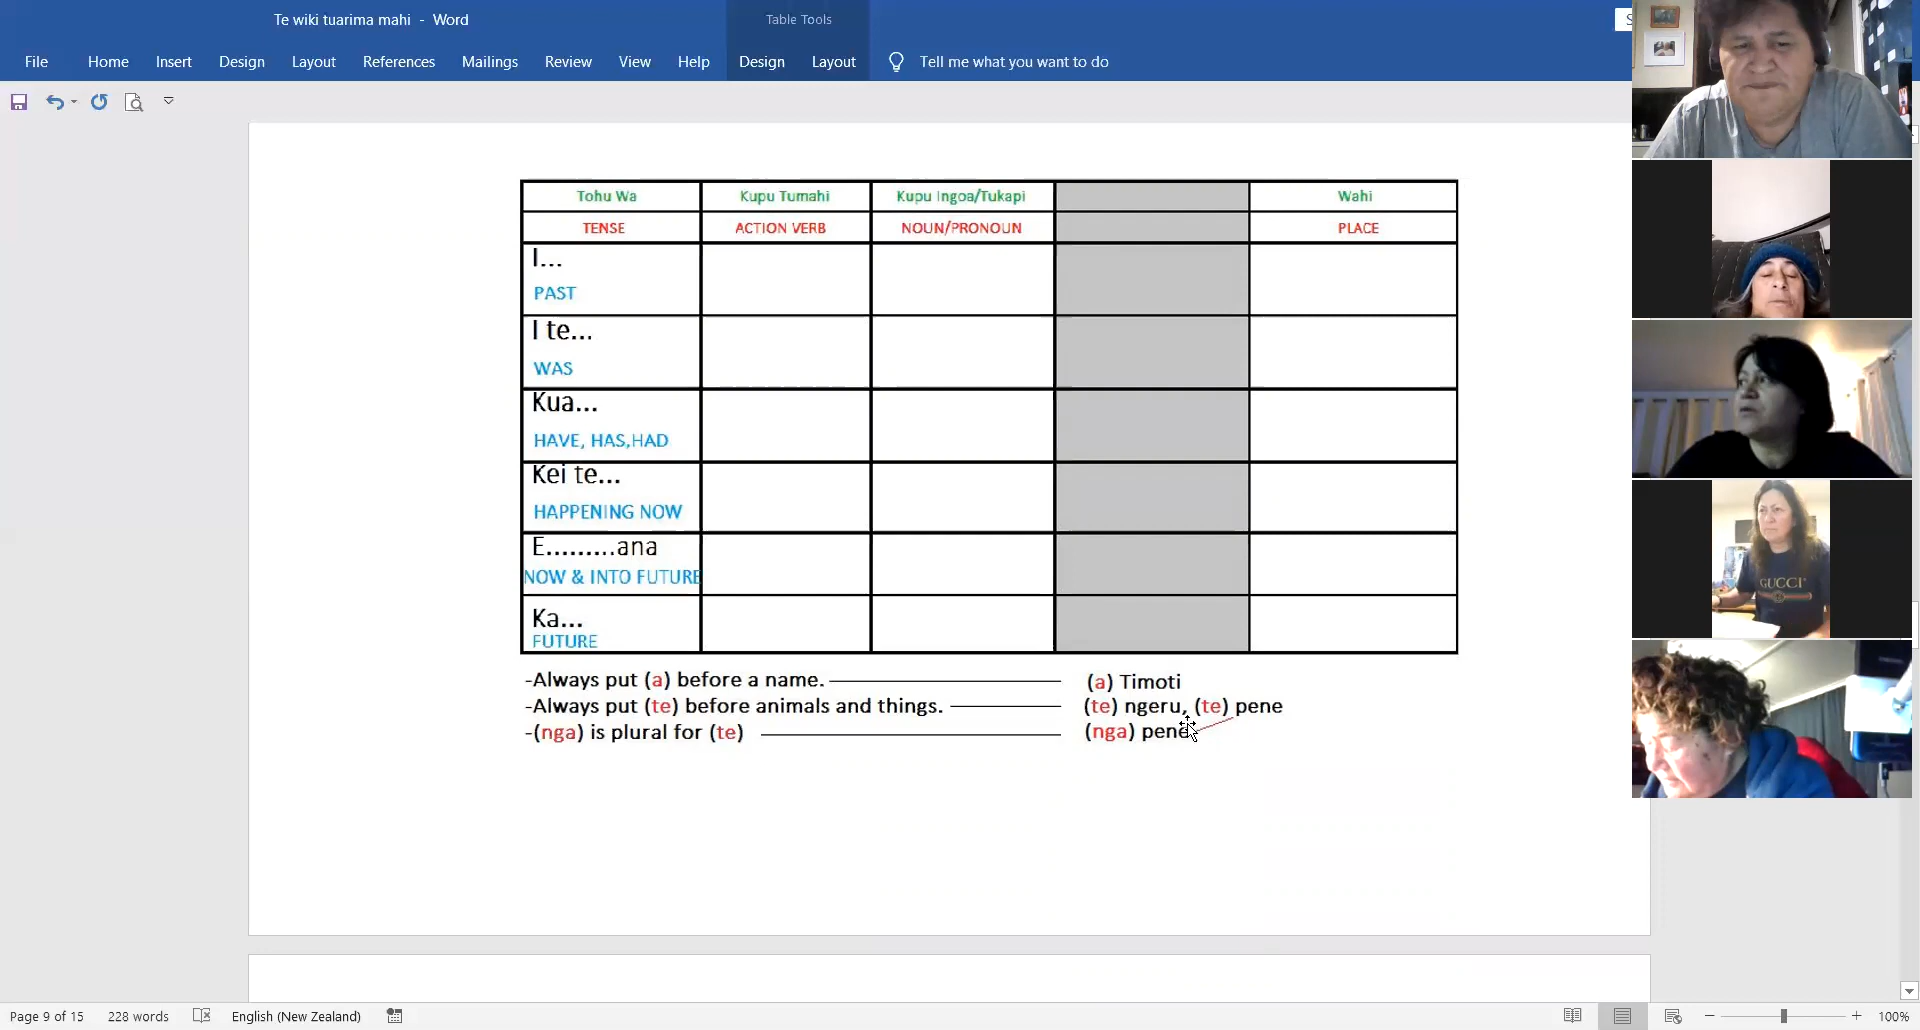 Te wiki tuarima mahi - Word
Table Tools
File Home Insert Design Layout References Mailings Review View Help Design Layout Tell me what you want to do
Tohu Wa Kupu Tumahi Kupu Ingoa/Tukapi Wahi
TENSE ACTION VERB NOUN/PRONOUN PLACE
I...
PAST
I te...
WAS
Kua...
HAVE, HAS,HAD
Kei te...
HAPPENING NOW
E.........ana
NOW & INTO FUTURE
Ka...
FUTURE
-Always put (a) before a name. (a) Timoti
-Always put (te) before animals and things. (te) ngeru, (te) pene
-(nga) is plural for (te) (nga) pene
GUCCI
Page 9 of 15 228 words English (New Zealand) 100%